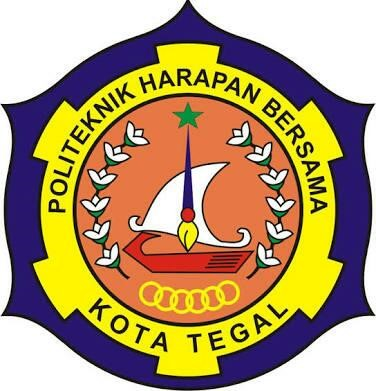 POLITEKNIK HARAPAN BERSAMA
KOTA TEGAL